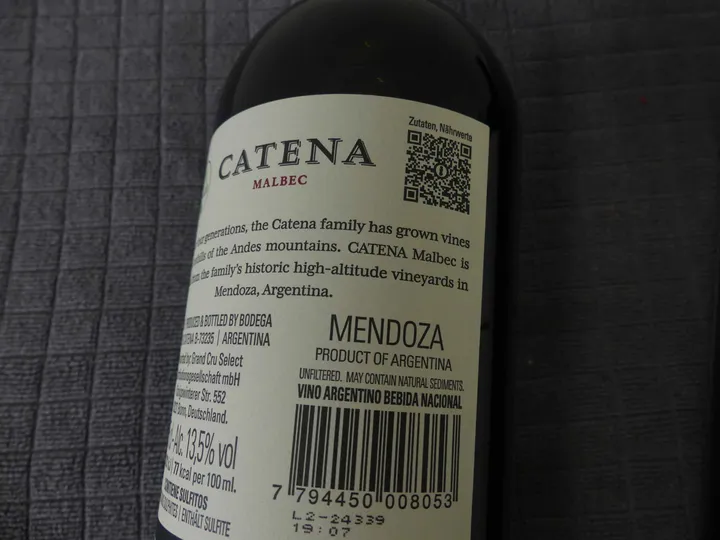 CATENA
MALBEC
Zutaten, Nährwerte
generations, the Catena family has grown vines
of the Andes mountains. CATENA Malbec is
the family's historic high-altitude vineyards in
Mendoza, Argentina.
& BOTTLED BY BODEGA
B-73235 | ARGENTINA
Grand Cru Select
mbH
Str. 552
Bonn, Deutschland.
Alc. 13,5% vol
77 kcal per 100 ml.
SULFITOS
| ENTHÄLT SULFITE
MENDOZA
PRODUCT OF ARGENTINA
UNFILTERED. MAY CONTAIN NATURAL SEDIMENTS.
VINO ARGENTINO BEBIDA NACIONAL
7 794450 008053
L2-24339
19:07